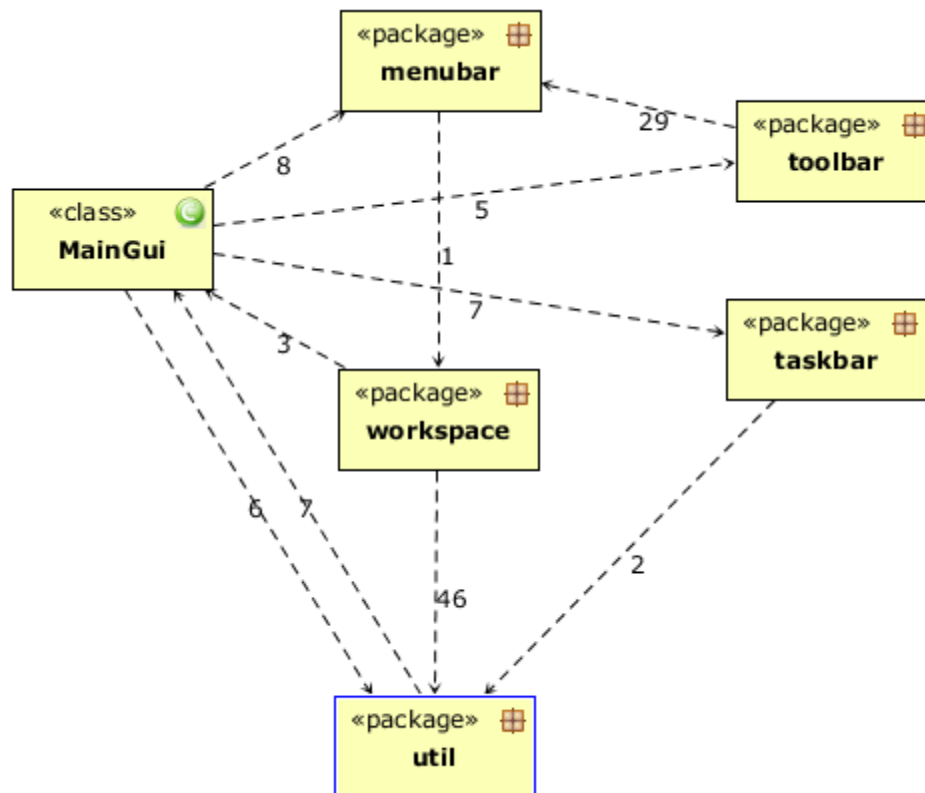 «package»
menubar
«package»
toolbar
29
8
«class»
C
MainGui
5
1
7
«package»
taskbar
3
«package»
workspace
6
7
2
46
«package»
util